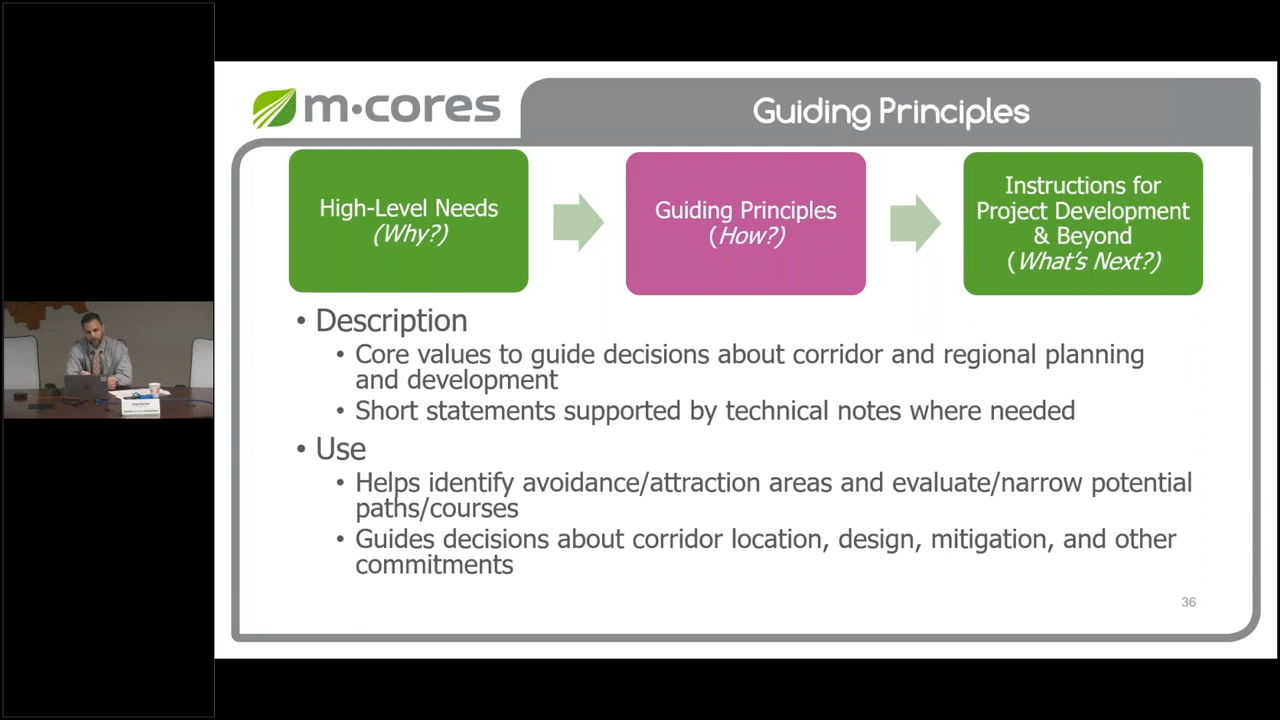 m·cores
Guiding Principles
High-Level Needs
(Why?)
Guiding Principles
(How?)
Instructions for
Project Development
& Beyond
(What's Next?)
• Description
• Core values to guide decisions about corridor and regional planning
and development
• Short statements supported by technical notes where needed
• Use
• Helps identify avoidance/attraction areas and evaluate/narrow potential
paths/courses
• Guides decisions about corridor location, design, mitigation, and other
commitments
36